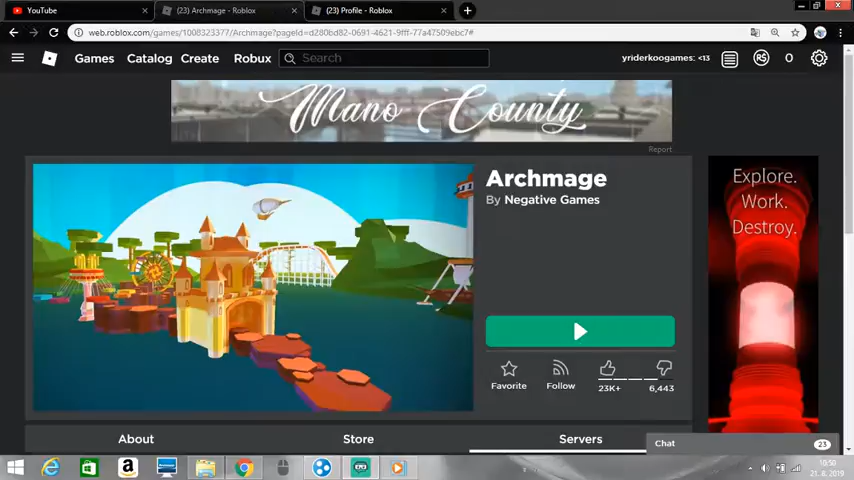 YouTube
(23) Archmage - Roblox
(23) Profile - Roblox
web.roblox.com/games/1008323377/Archmage?pageId=d280bd82-0691-4621-9fff-77a47509ebc7#
Games
Catalog
Create
Robux
Search
yriderkoogames: <13
0
Mano County
Report
Archmage
By Negative Games
Explore.
Work.
Destroy.
Favorite
Follow
23K+
6,443
About
Store
Servers
Chat
23
10:50
21. 8. 2019